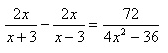 2x/(x+3) - 2x/(x-3) = 72/(4x² - 36)